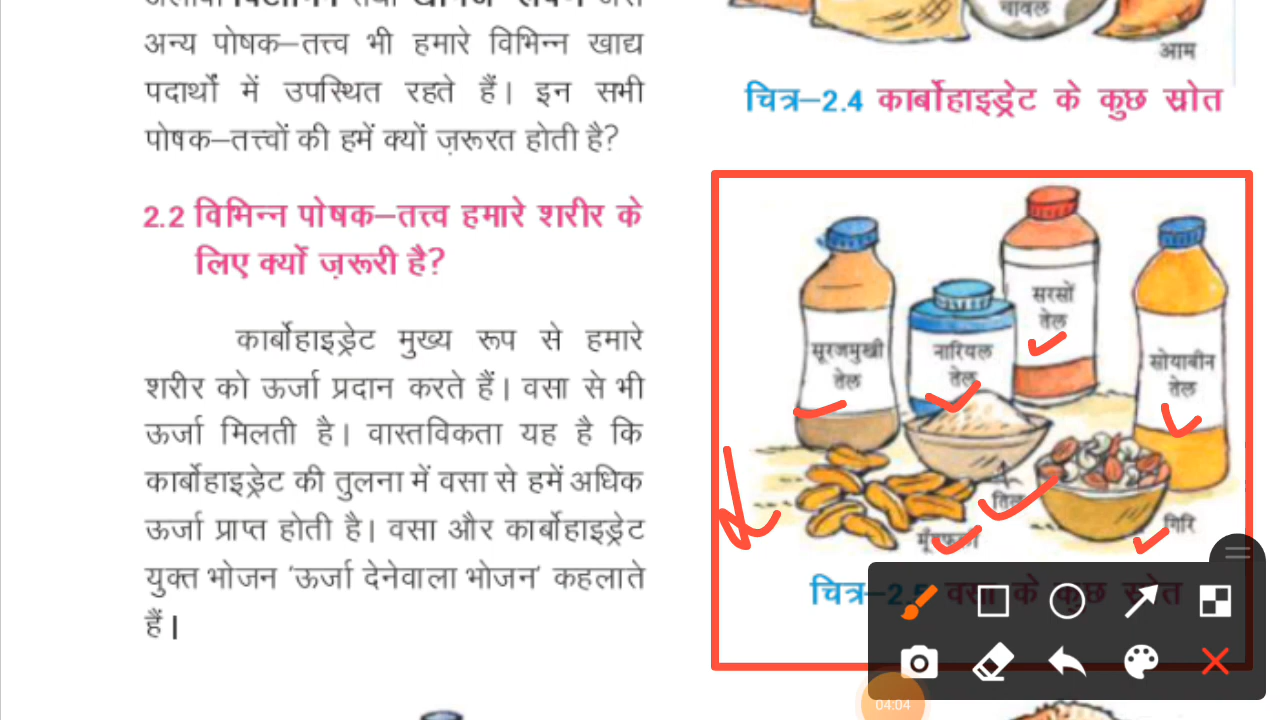 अन्य पोषक–तत्त्व भी हमारे विभिन्न खाद्य
पदार्थों में उपस्थित रहते हैं। इन सभी
पोषक–तत्त्वों की हमें क्यों ज़रूरत होती है?
2.2 विभिन्न पोषक–तत्त्व हमारे शरीर के
लिए क्यों ज़रूरी है?
कार्बोहाइड्रेट मुख्य रूप से हमारे
शरीर को ऊर्जा प्रदान करते हैं। वसा से भी
ऊर्जा मिलती है। वास्तविकता यह है कि
कार्बोहाइड्रेट की तुलना में वसा से हमें अधिक
ऊर्जा प्राप्त होती है। वसा और कार्बोहाइड्रेट
युक्त भोजन ‘ऊर्जा देनेवाला भोजन’ कहलाते
हैं।
चावल
आम
चित्र–2.4 कार्बोहाइड्रेट के कुछ स्रोत
सूरजमुखी
तेल
नारियल
तेल
सरसों
तेल
सोयाबीन
तेल
तिल
मूँगफली
गिरि
चित्र–2.5 वसा के कुछ स्रोत
04:04